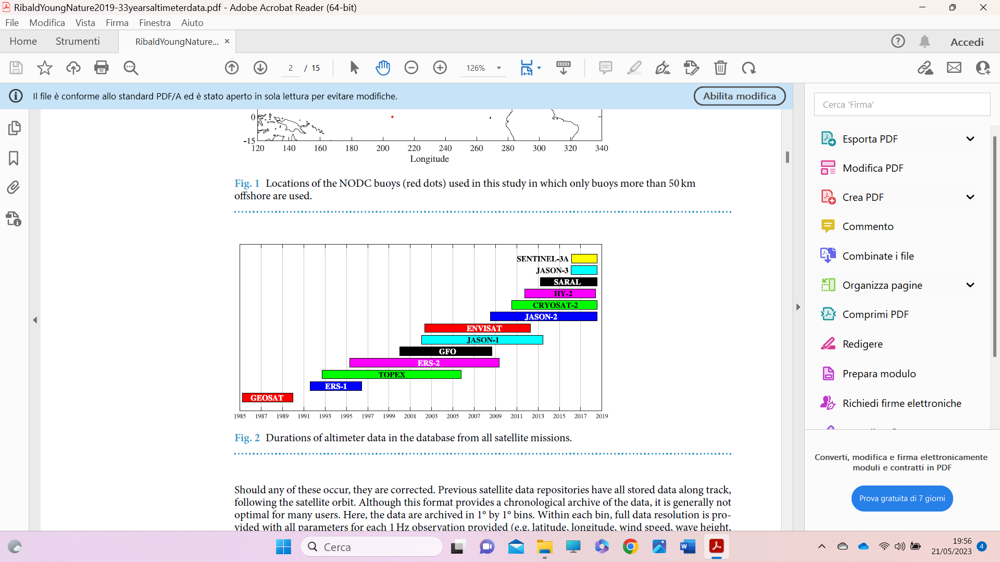 RibaldYoungNature2019-33yearsaltimeterdata.pdf - Adobe Acrobat Reader (64-bit)
File Modifica Vista Firma Finestra Aiuto
Home Strumenti RibaldYoungNature... × Accedi
2 / 15 126%
Il file è conforme allo standard PDF/A ed è stato aperto in sola lettura per evitare modifiche. Abilita modifica
0
-15
120 140 160 180 200 220 240 260 280 300 320 340
Longitude
Fig. 1 Locations of the NODC buoys (red dots) used in this study in which only buoys more than 50 km
offshore are used.
SENTINEL-3A
JASON-3
SARAL
HY-2
CRYOSAT-2
JASON-2
ENVISAT
JASON-1
GFO
ERS-2
TOPEX
ERS-1
GEOSAT
1985 1987 1989 1991 1993 1995 1997 1999 2001 2003 2005 2007 2009 2011 2013 2015 2017 2019
Fig. 2 Durations of altimeter data in the database from all satellite missions.
Should any of these occur, they are corrected. Previous satellite data repositories have all stored data along track,
following the satellite orbit. Although this format provides a chronological archive of the data, it is generally not
optimal for many users. Here, the data are archived in 1° by 1° bins. Within each bin, full data resolution is pro-
vided with all parameters for each 1 Hz observation provided (e.g. latitude, longitude, wind speed, wave height,
Cerca 'Firma'
Esporta PDF
Modifica PDF
Crea PDF
Commento
Combinate i file
Organizza pagine
Comprimi PDF
Redigere
Prepara modulo
Richiedi firme elettroniche
Converti, modifica e firma elettronicamente
moduli e contratti in PDF
Prova gratuita di 7 giorni
Cerca
19:56
21/05/2023
4